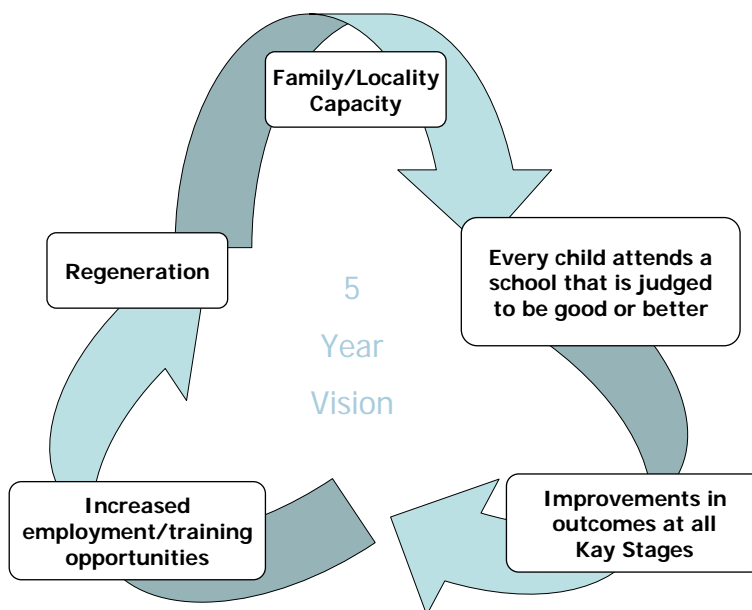 Family/Locality
Capacity
Regeneration
Every child attends a
school that is judged
to be good or better
5
Year
Vision
Increased
employment/training
opportunities
Improvements in
outcomes at all
Kay Stages